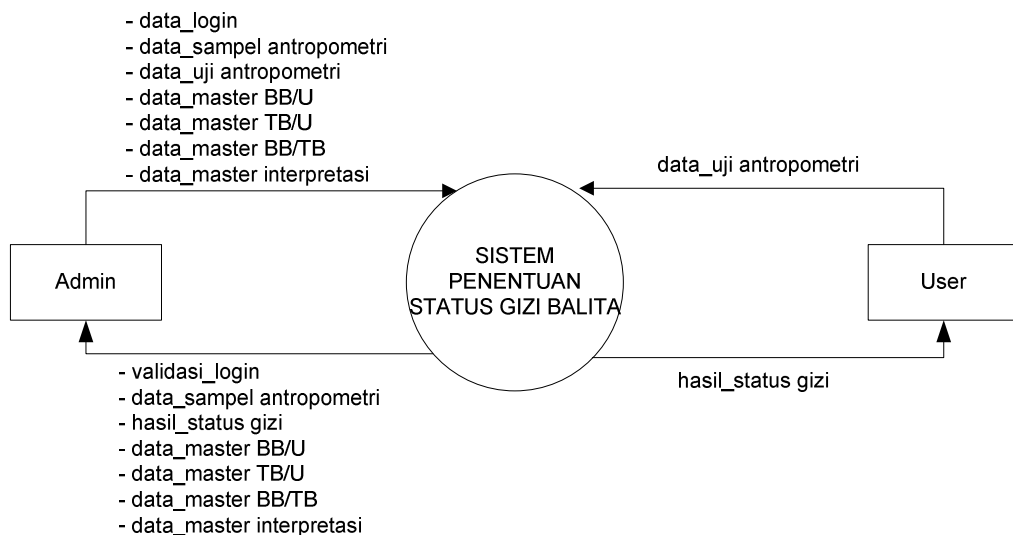 - data_login
- data_sampel antropometri
- data_uji antropometri
- data_master BB/U
- data_master TB/U
- data_master BB/TB
- data_master interpretasi
data_uji antropometri
Admin
SISTEM
PENENTUAN
STATUS GIZI BALITA
User
- validasi_login
- data_sampel antropometri
- hasil_status gizi
- data_master BB/U
- data_master TB/U
- data_master BB/TB
- data_master interpretasi
hasil_status gizi